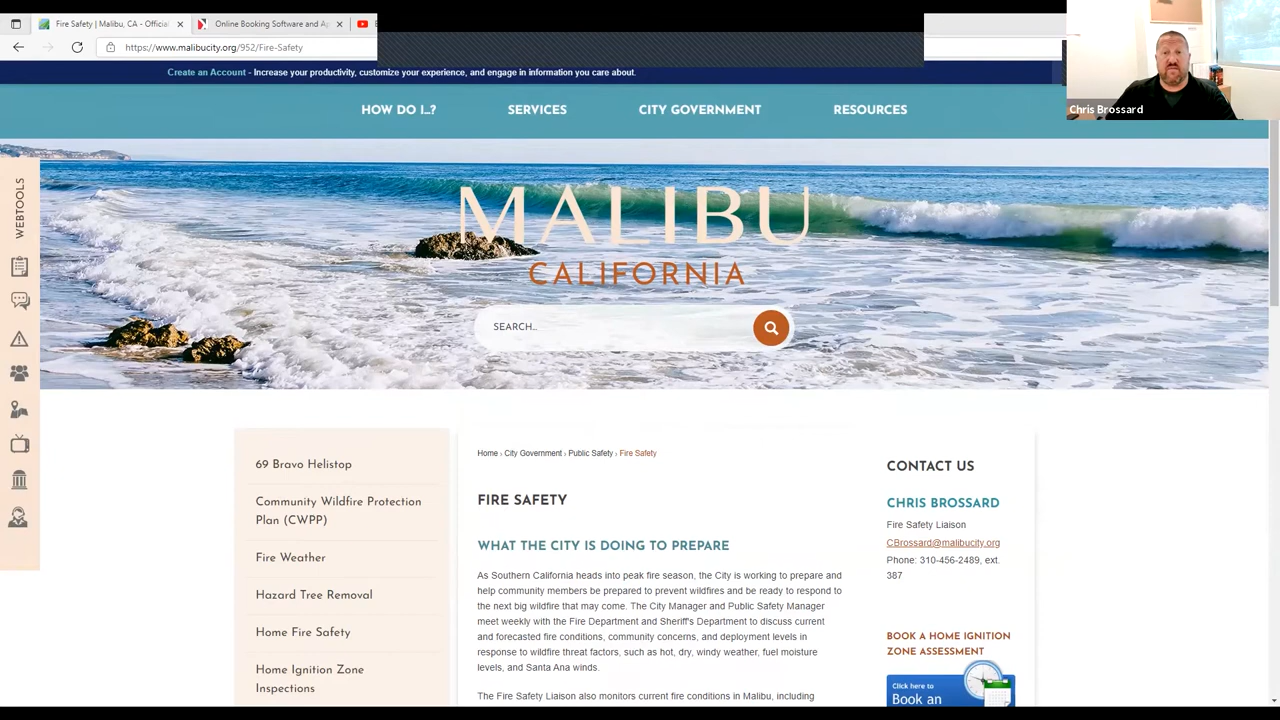 Fire Safety | Malibu, CA - Official
Online Booking Software and Ap
https://www.malibucity.org/952/Fire-Safety
Create an Account - Increase your productivity, customize your experience, and engage in information you care about.
HOW DO I...? SERVICES CITY GOVERNMENT RESOURCES
Chris Brossard
WEBTOOLS
MALIBU
CALIFORNIA
SEARCH...
69 Bravo Helistop
Community Wildfire Protection
Plan (CWPP)
Fire Weather
Hazard Tree Removal
Home Fire Safety
Home Ignition Zone
Inspections
Home › City Government › Public Safety › Fire Safety
FIRE SAFETY
WHAT THE CITY IS DOING TO PREPARE
As Southern California heads into peak fire season, the City is working to prepare and
help community members be prepared to prevent wildfires and be ready to respond to
the next big wildfire that may come. The City Manager and Public Safety Manager
meet weekly with the Fire Department and Sheriff's Department to discuss current
and forecasted fire conditions, community concerns, and deployment levels in
response to wildfire threat factors, such as hot, dry, windy weather, fuel moisture
levels, and Santa Ana winds.
The Fire Safety Liaison also monitors current fire conditions in Malibu, including
CONTACT US
CHRIS BROSSARD
Fire Safety Liaison
CBrossard@malibucity.org
Phone: 310-456-2489, ext.
387
BOOK A HOME IGNITION
ZONE ASSESSMENT
Click here to
Book an